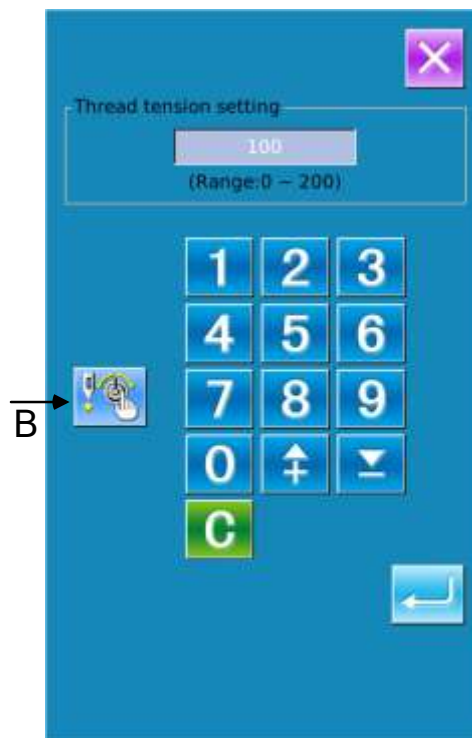 Thread tension setting
100
(Range:0 – 200)
1 2 3
4 5 6
B
7 8 9
0
C